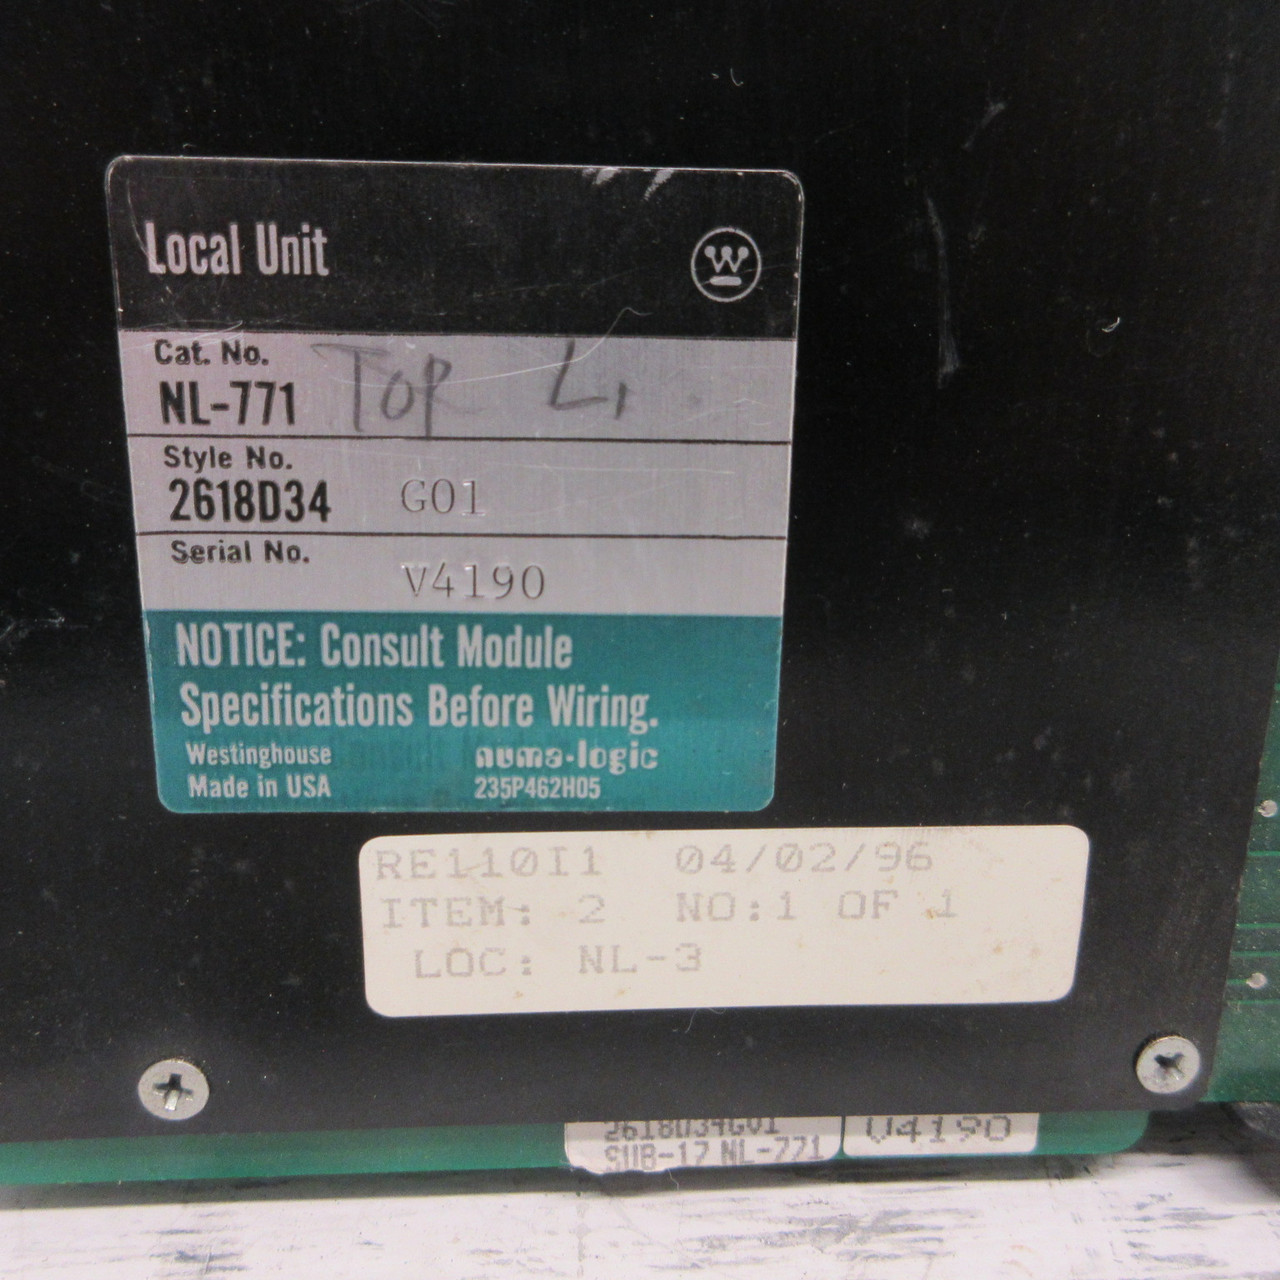 Local Unit
W
Cat. No.
NL-771 TOP L1
Style No.
2618D34 G01
Serial No.
V4190
NOTICE: Consult Module
Specifications Before Wiring.
Westinghouse numa-logic
Made in USA 235P462H05
RE110I1 04/02/96
ITEM: 2 NO:1 OF 1
LOC: NL-3
2618D34G01
SUB-17 NL-771
V4190